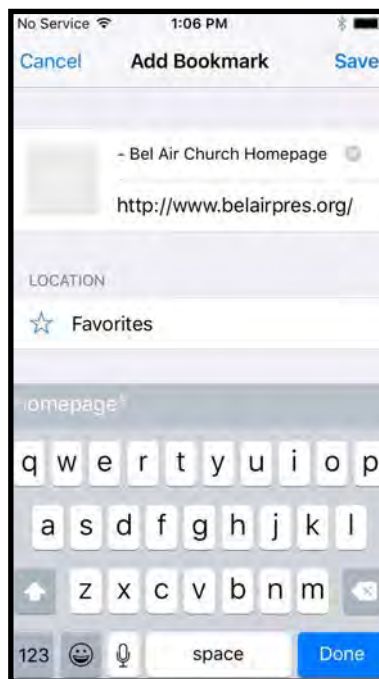 No Service 1:06 PM
Cancel Add Bookmark Save
- Bel Air Church Homepage
http://www.belairpres.org/
LOCATION
Favorites
q w e r t y u i o p
a s d f g h j k l
z x c v b n m
123 space Done